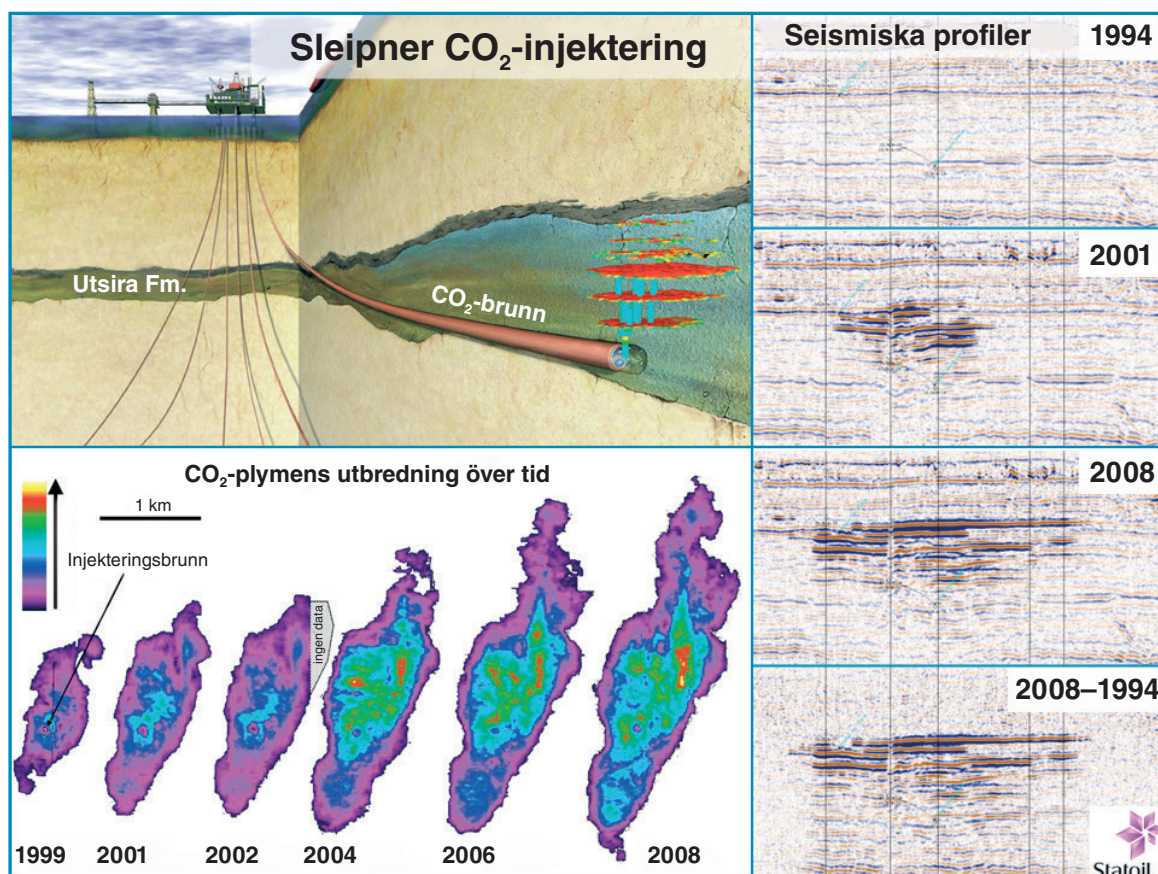 Sleipner CO₂-injektering
Utsira Fm.
CO₂-brunn
CO₂-plymens utbredning över tid
1 km
Injekteringsbrunn
ingen data
1999
2001
2002
2004
2006
2008
Seismiska profiler
1994
2001
2008
2008–1994
Statoil